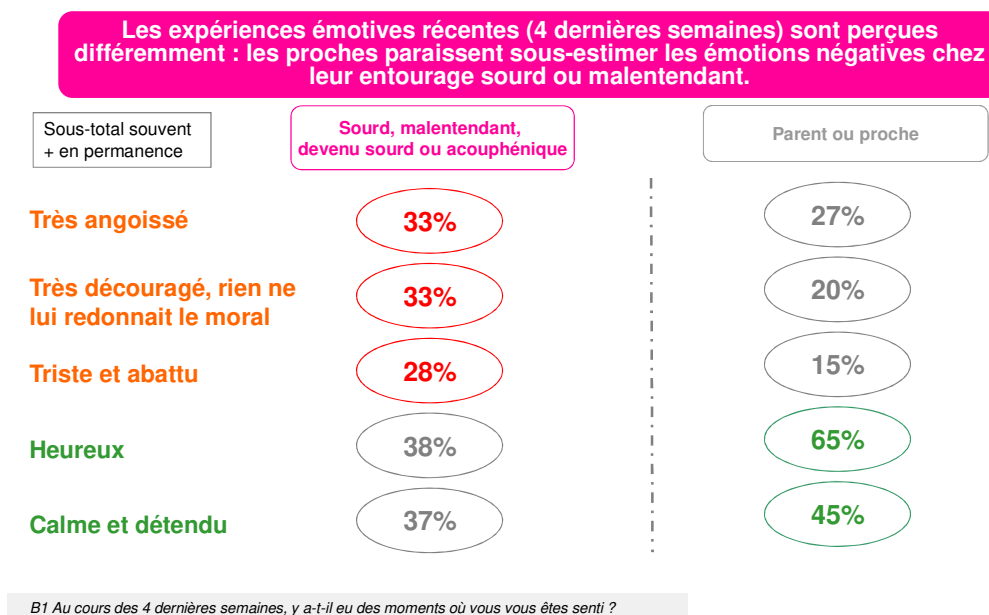 Les expériences émotives récentes (4 dernières semaines) sont perçues
différemment : les proches paraissent sous-estimer les émotions négatives chez
leur entourage sourd ou malentendant.
Sous-total souvent
+ en permanence
Sourd, malentendant,
devenu sourd ou acouphénique
Parent ou proche
Très angoissé
33%
27%
Très découragé, rien ne
lui redonnait le moral
33%
20%
Triste et abattu
28%
15%
Heureux
38%
65%
Calme et détendu
37%
45%
B1 Au cours des 4 dernières semaines, y a-t-il eu des moments où vous vous êtes senti ?